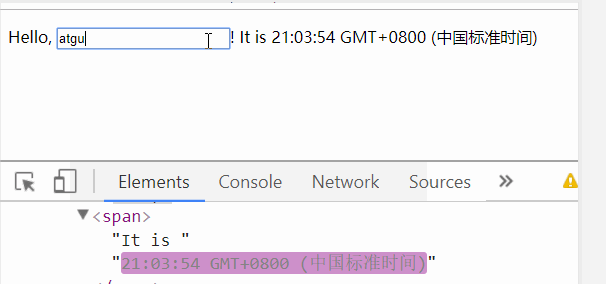 Hello, atgu! It is 21:03:54 GMT+0800 (中国标准时间)
Elements Console Network Sources »
▼<span>
"It is "
"21:03:54 GMT+0800 (中国标准时间)"